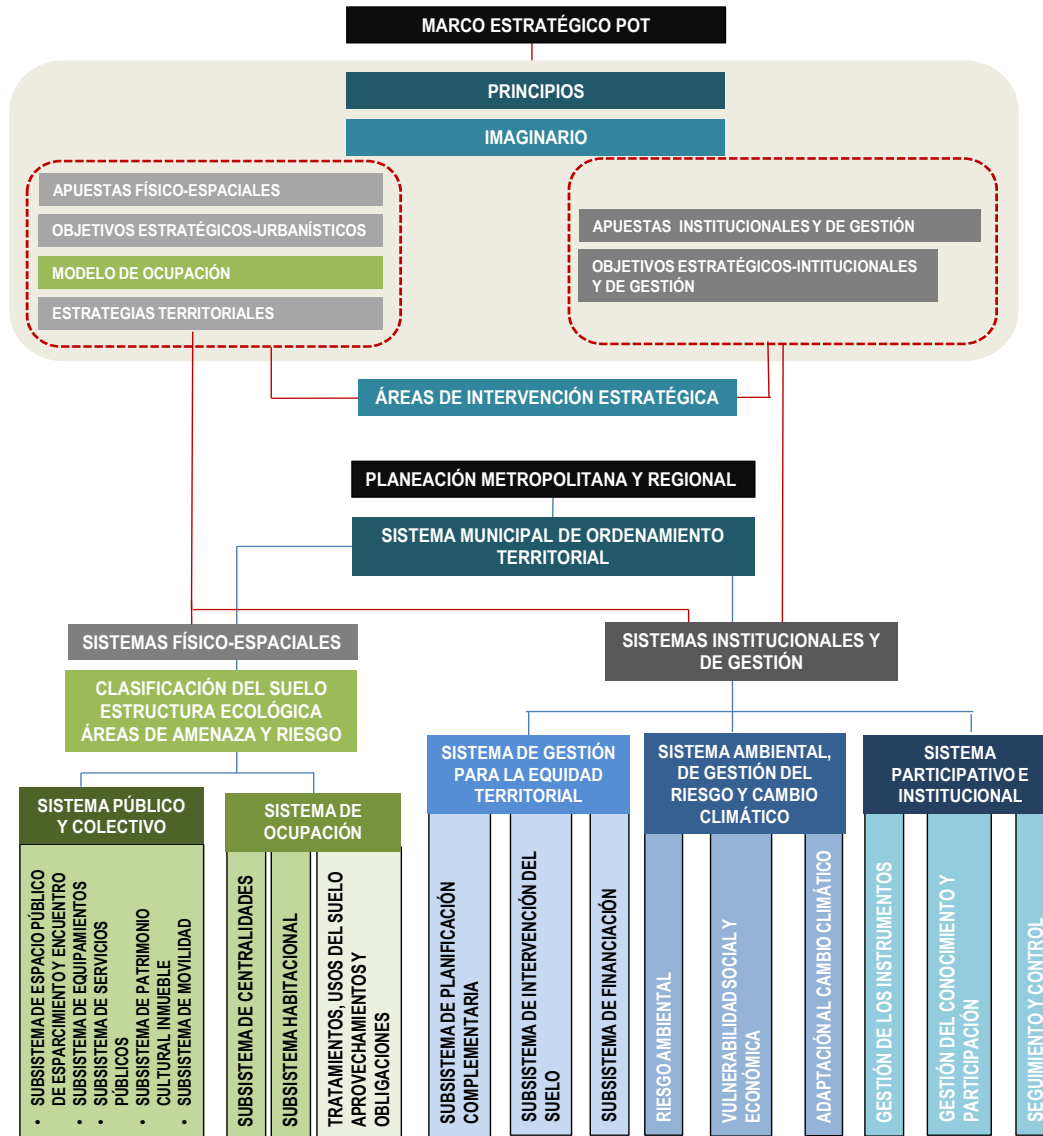 MARCO ESTRATÉGICO POT
PRINCIPIOS
IMAGINARIO
APUESTAS FÍSICO-ESPACIALES
OBJETIVOS ESTRATÉGICOS-URBANÍSTICOS
MODELO DE OCUPACIÓN
ESTRATEGIAS TERRITORIALES
APUESTAS INSTITUCIONALES Y DE GESTIÓN
OBJETIVOS ESTRATÉGICOS-INTITUCIONALES
Y DE GESTIÓN
ÁREAS DE INTERVENCIÓN ESTRATÉGICA
PLANEACIÓN METROPOLITANA Y REGIONAL
SISTEMA MUNICIPAL DE ORDENAMIENTO
TERRITORIAL
SISTEMAS FÍSICO-ESPACIALES
CLASIFICACIÓN DEL SUELO
ESTRUCTURA ECOLÓGICA
ÁREAS DE AMENAZA Y RIESGO
SISTEMAS INSTITUCIONALES Y
DE GESTIÓN
SISTEMA PÚBLICO
Y COLECTIVO
• SUBSISTEMA DE ESPACIO PÚBLICO
DE ESPARCIMIENTO Y ENCUENTRO
• SUBSISTEMA DE EQUIPAMIENTOS
• SUBSISTEMA DE SERVICIOS
PÚBLICOS
• SUBSISTEMA DE PATRIMONIO
CULTURAL INMUEBLE
• SUBSISTEMA DE MOVILIDAD
SISTEMA DE
OCUPACIÓN
SUBSISTEMA DE CENTRALIDADES
SUBSISTEMA HABITACIONAL
TRATAMIENTOS, USOS DEL SUELO
APROVECHAMIENTOS Y
OBLIGACIONES
SISTEMA DE GESTIÓN
PARA LA EQUIDAD
TERRITORIAL
SUBSISTEMA DE PLANIFICACIÓN
COMPLEMENTARIA
SUBSISTEMA DE INTERVENCIÓN DEL
SUELO
SUBSISTEMA DE FINANCIACIÓN
SISTEMA AMBIENTAL,
DE GESTIÓN DEL
RIESGO Y CAMBIO
CLIMÁTICO
RIESGO AMBIENTAL
VULNERABILIDAD SOCIAL Y
ECONÓMICA
ADAPTACIÓN AL CAMBIO CLIMÁTICO
SISTEMA
PARTICIPATIVO E
INSTITUCIONAL
GESTIÓN DE LOS INSTRUMENTOS
GESTIÓN DEL CONOCIMIENTO Y
PARTICIPACIÓN
SEGUIMIENTO Y CONTROL